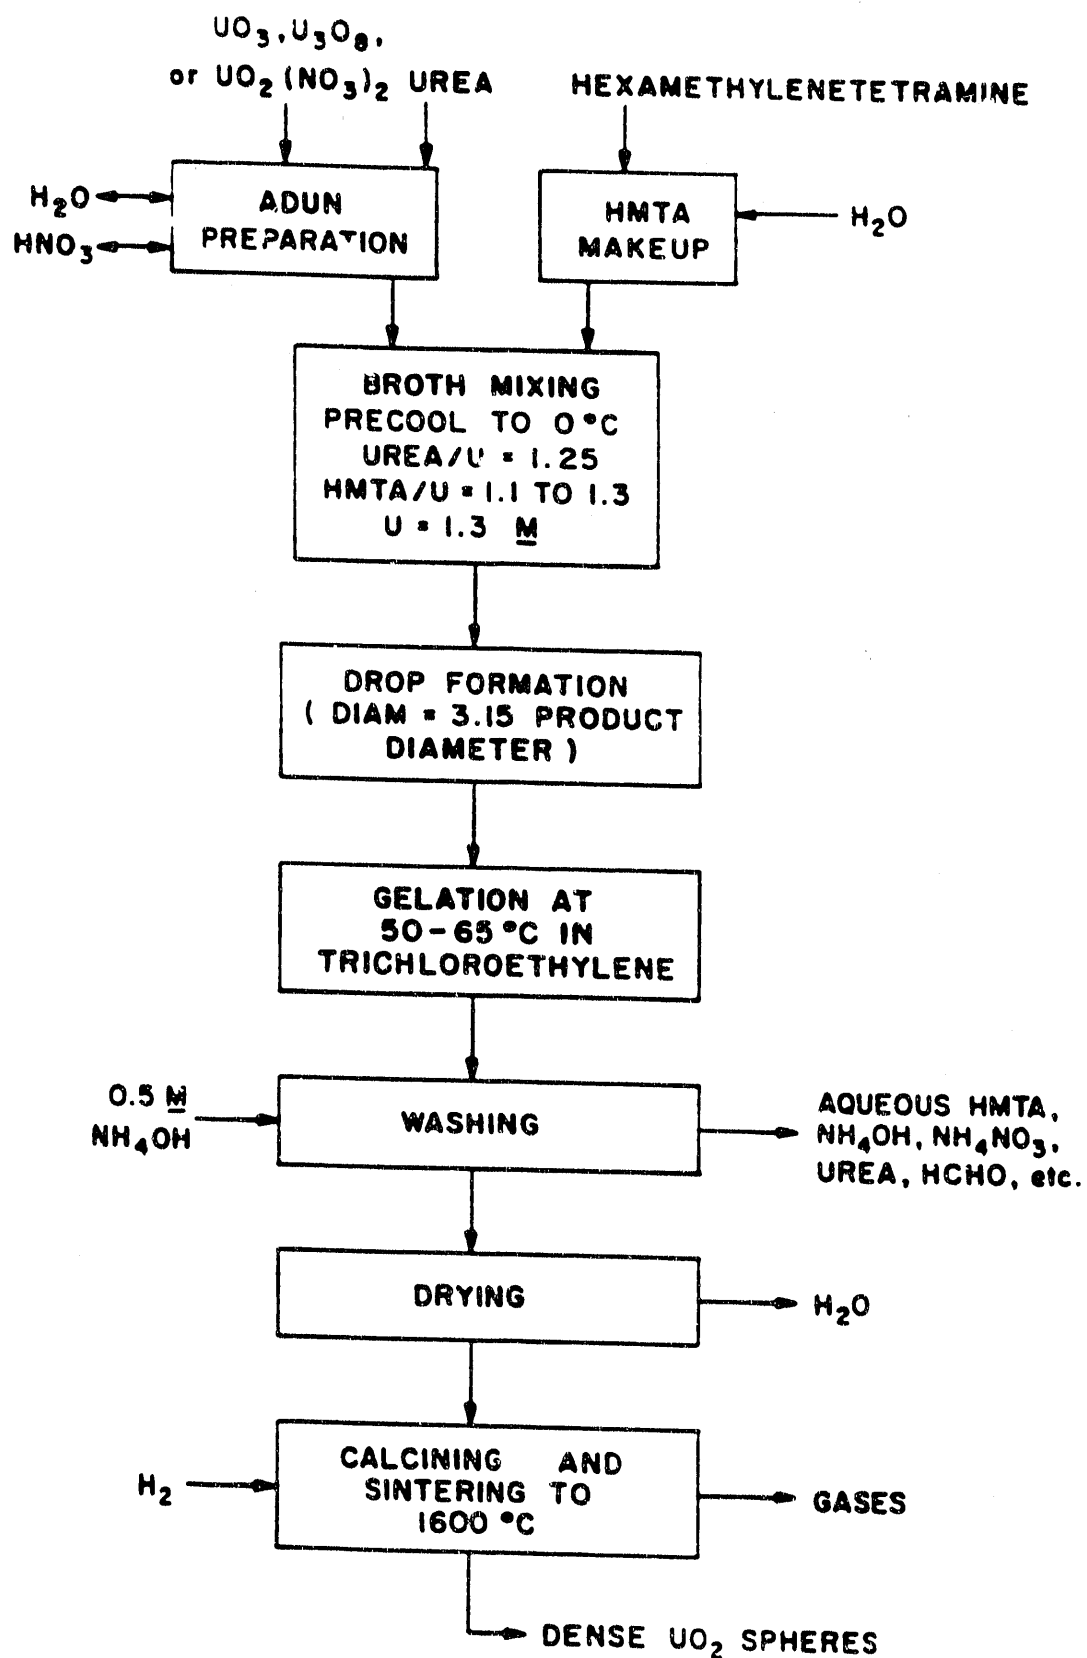 UO₃, U₃O₈,
or UO₂(NO₃)₂ UREA
HEXAMETHYLENETETRAMINE
H₂O
HNO₃
ADUN
PREPARATION
HMTA
MAKEUP
H₂O
BROTH MIXING
PRECOOL TO 0°C
UREA/U = 1.25
HMTA/U = 1.1 TO 1.3
U = 1.3 M
DROP FORMATION
( DIAM = 3.15 PRODUCT
DIAMETER )
GELATION AT
50-65°C IN
TRICHLOROETHYLENE
0.5 M
NH₄OH
WASHING
AQUEOUS HMTA,
NH₄OH, NH₄NO₃,
UREA, HCHO, etc.
DRYING
H₂O
H₂
CALCINING AND
SINTERING TO
1600°C
GASES
DENSE UO₂ SPHERES